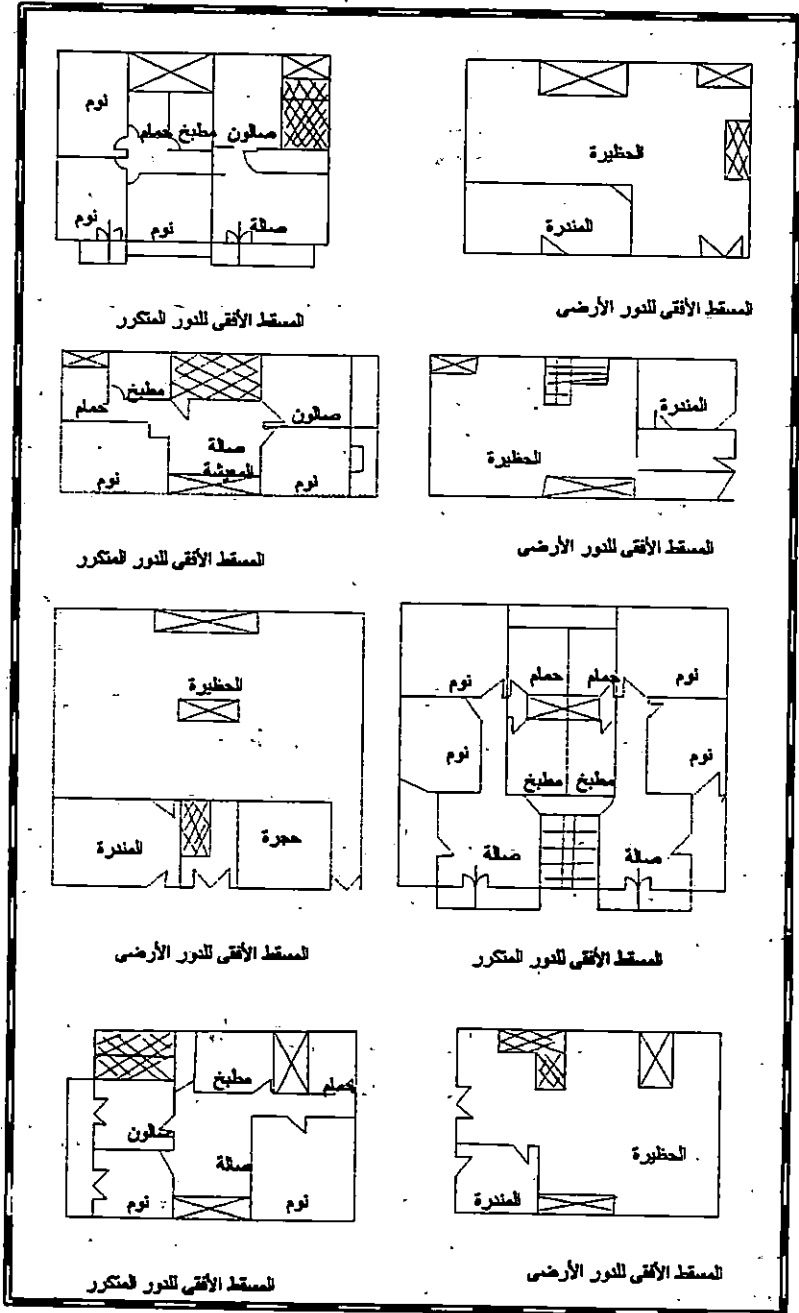 الحظيرة
المندرة
المسقط الأفقى للدور الأرضى
نوم
حمام
مطبخ
صالون
نوم
نوم
صالة
المسقط الأفقى للدور المتكرر
المندرة
الحظيرة
المسقط الأفقى للدور الأرضى
صالون
مطبخ
حمام
صالة
المعيشة
نوم
نوم
المسقط الأفقى للدور المتكرر
نوم
حمام
حمام
نوم
نوم
نوم
مطبخ
مطبخ
صالة
صالة
المسقط الأفقى للدور المتكرر
الحظيرة
حجرة
المندرة
المسقط الأفقى للدور الأرضى
الحظيرة
المندرة
المسقط الأفقى للدور الأرضى
حمام
مطبخ
صالون
صالة
نوم
نوم
المسقط الأفقى للدور المتكرر